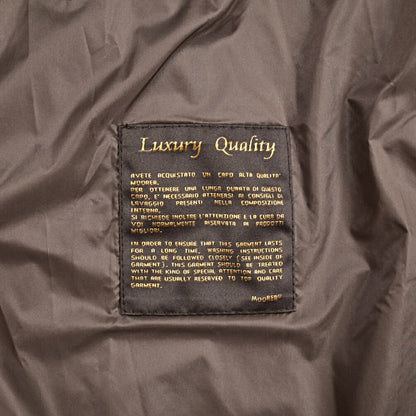 Luxury Quality
AVETE ACQUISTATO UN CAPO ALTA QUALITA'
MOORER.
PER OTTENERE UNA LUNGA DURATA DI QUESTO
CAPO, E' NECESSARIO ATTENERSI AI CONSIGLI DI
LAVAGGIO PRESENTI NELLA COMPOSIZIONE
INTERNA.
SI RICHIEDE INOLTRE L'ATTENZIONE E LA CURA DA
VOI NORMALMENTE RISERVATA AI PRODOTTI
MIGLIORI.
IN ORDER TO ENSURE THAT THIS GARMENT LASTS
FOR A LONG TIME, WASHING INSTRUCTIONS
SHOULD BE FOLLOWED CLOSELY (SEE INSIDE OF
GARMENT), THIS GARMENT SHOULD BE TREATED
WITH THE KIND OF SPECIAL ATTENTION AND CARE
THAT ARE USUALLY RESERVED TO TOP QUALITY
GARMENT.
MOORER®